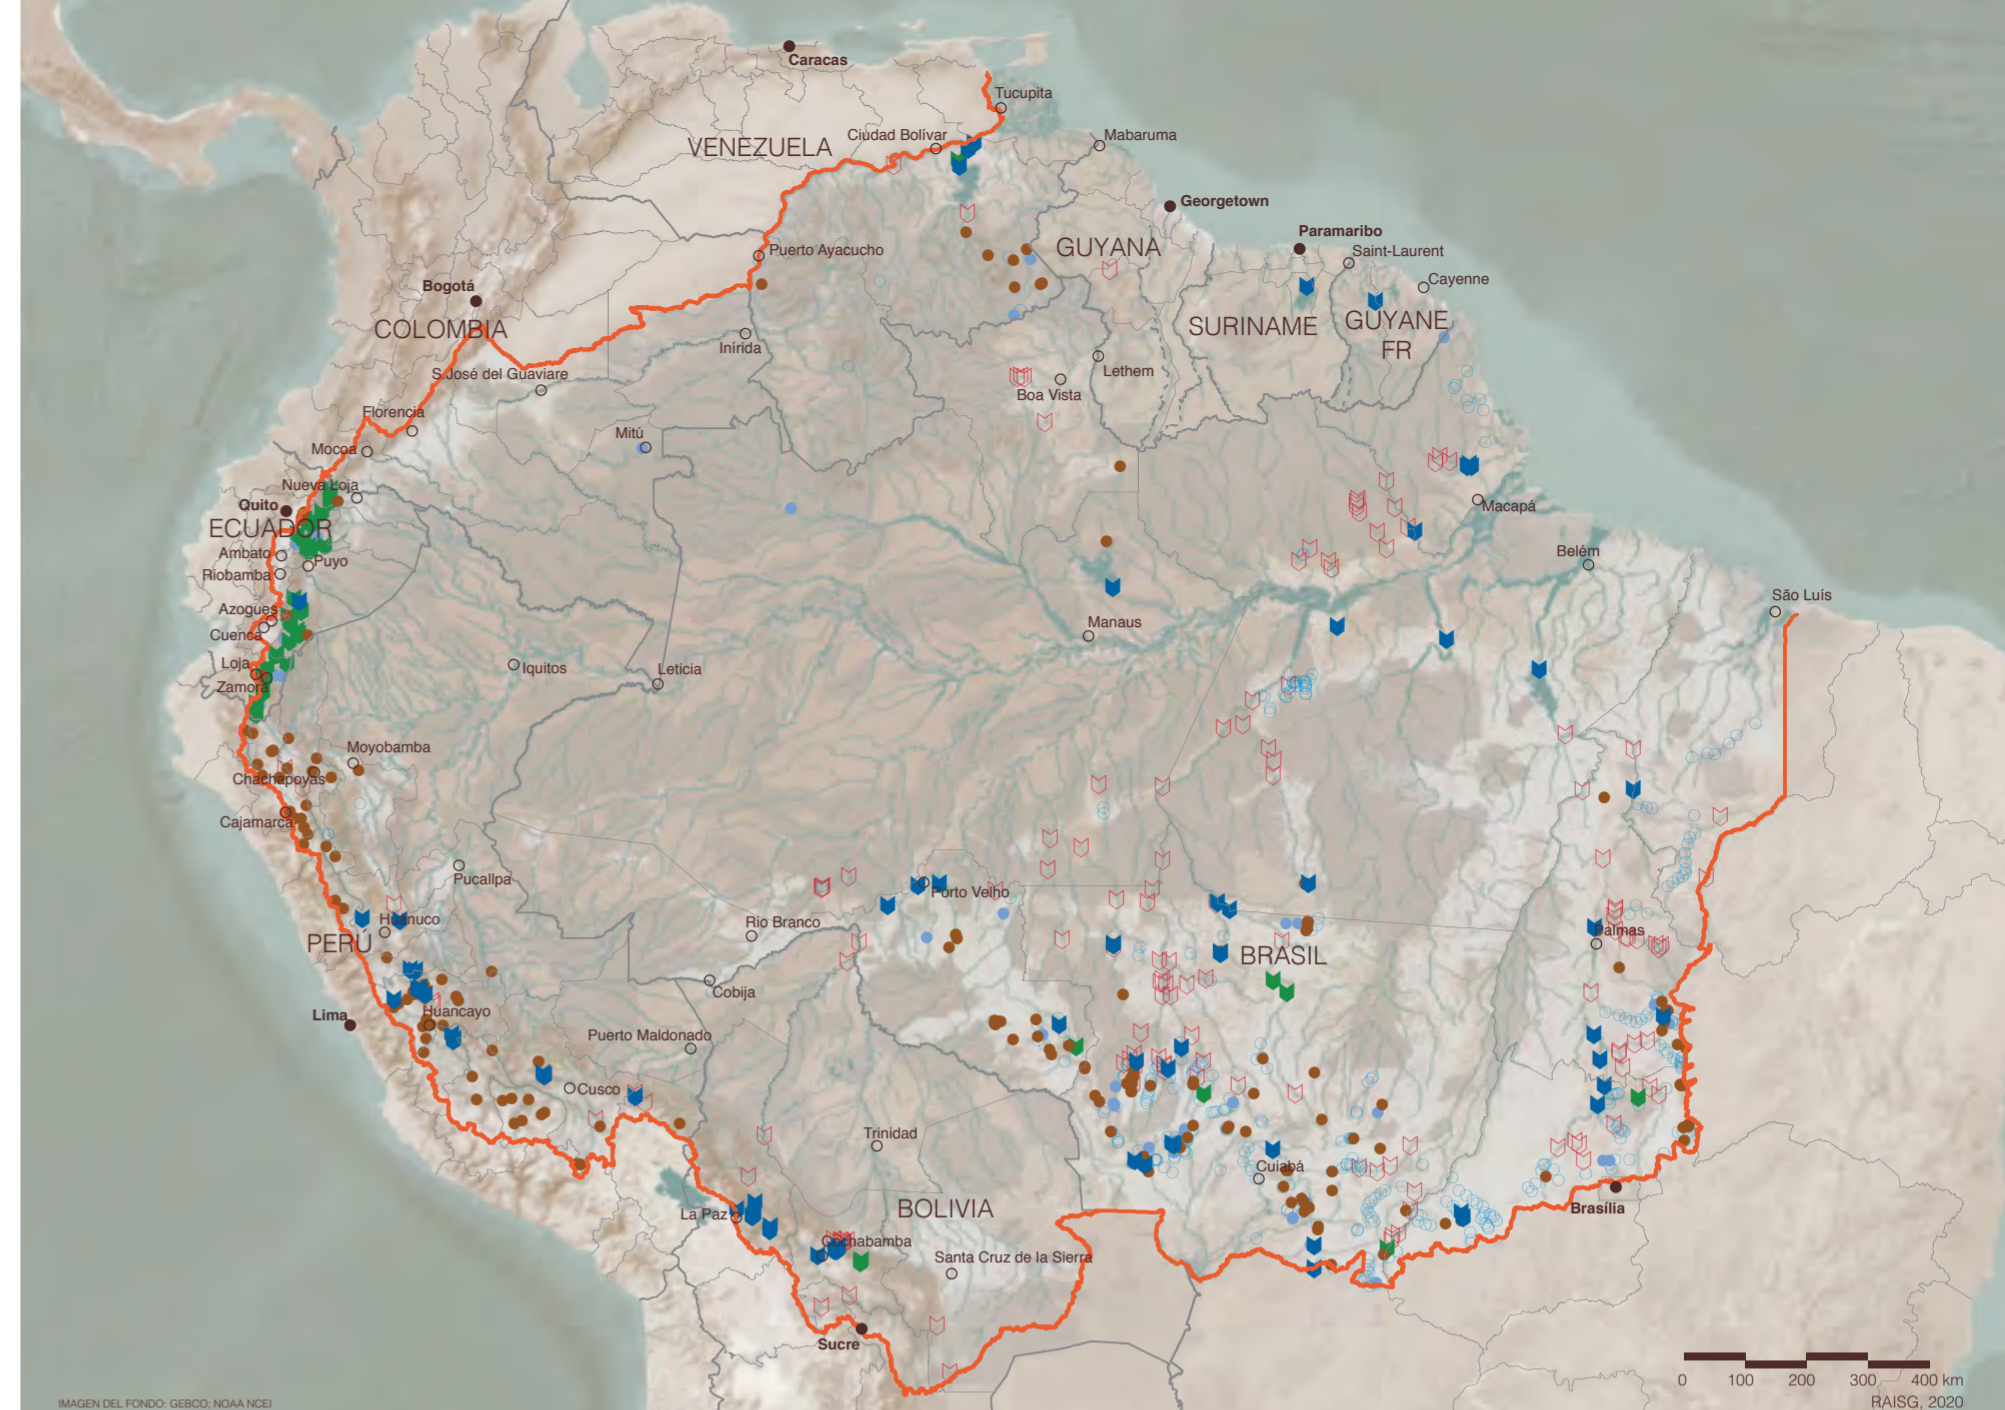 Caracas
Tucupita
Ciudad Bolívar
Mabaruma
VENEZUELA
Georgetown
Paramaribo
GUYANA
Puerto Ayacucho
Saint-Laurent
Cayenne
Bogotá
COLOMBIA
SURINAME
GUYANE
FR
Inírida
S.José del Guaviare
Lethem
Boa Vista
Florencia
Mitú
Mocoa
Nueva Loja
Quito
Macapá
ECUADOR
Ambato
Puyo
Belém
Riobamba
São Luís
Azogues
Manaus
Cuenca
Loja
Iquitos
Leticia
Zamora
Moyobamba
Chachapoyas
Cajamarca
Pucallpa
Porto Velho
Huánuco
Rio Branco
Palmas
PERÚ
BRASIL
Cobija
Lima
Huancayo
Puerto Maldonado
Cusco
Trinidad
Cuiabá
La Paz
BOLIVIA
Brasília
Cochabamba
Santa Cruz de la Sierra
Sucre
0 100 200 300 400 km
IMAGEN DEL FONDO: GEBCO; NOAA NCEI
RAISG, 2020